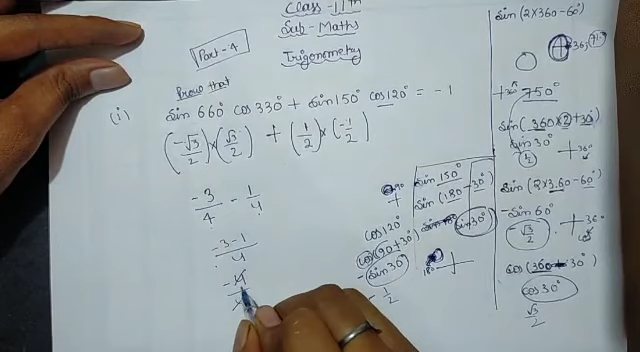 Class-11th
Sub-Maths
Part-4
Trigonometry
Prove that
(i) Sin 660° cos 330° + Sin 150° cos 120° = -1
(-√3/2)×(√3/2) + (1/2)×(-1/2)
-3/4 - 1/4
-3-1/4
-4
cos 120°
cos(90+30°)
- Sin 30°
- 1/2
Sin 150°
Sin (180-30°)
Sin 30°
180°
Sin (2×360-60°)
750°
Sin (360×2+30°)
Sin 30°
1/2
Sin (2×360-60°)
-Sin 60°
-√3/2
Cos (360-30°)
Cos 30°
√3/2